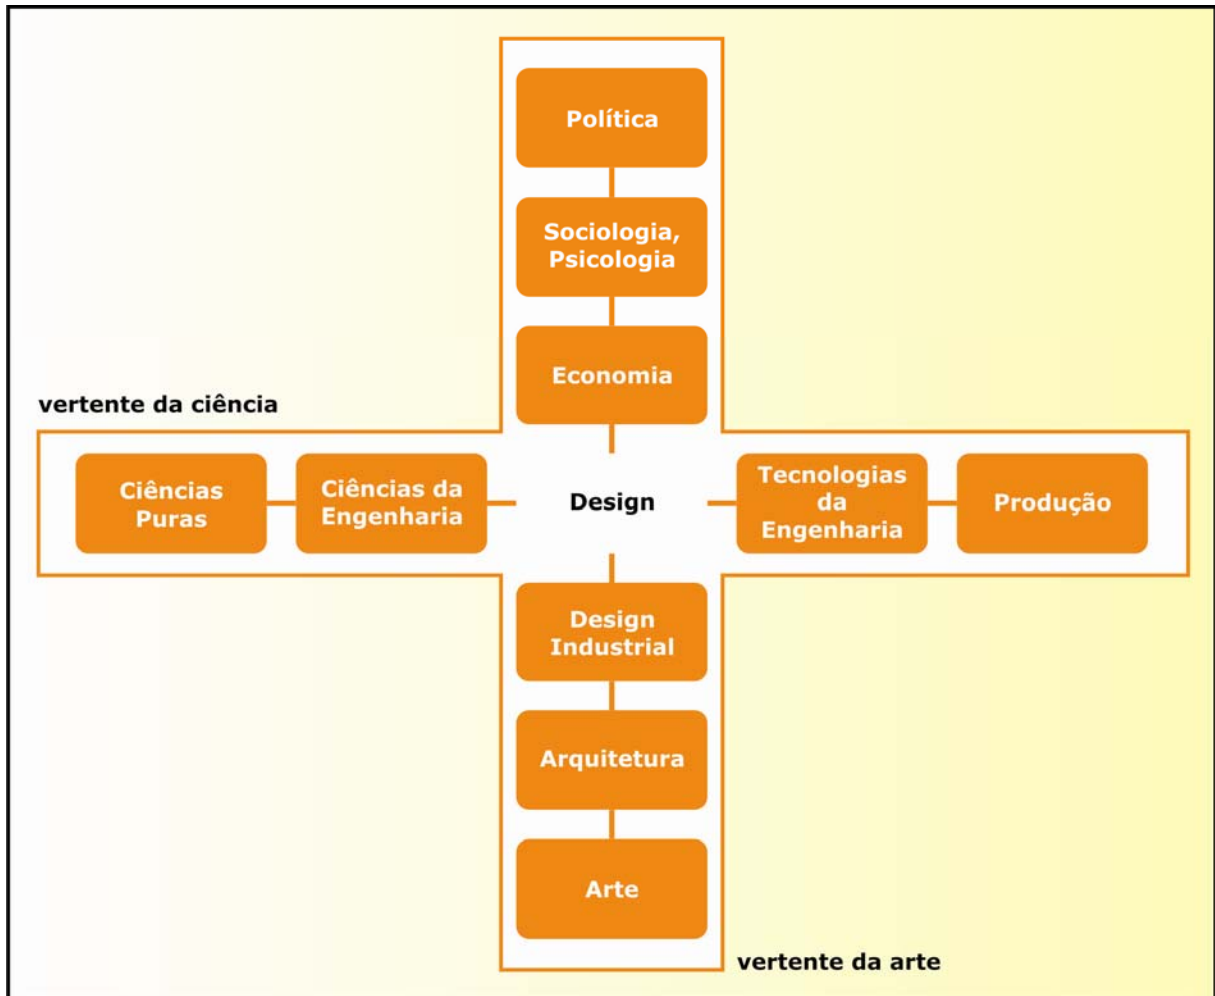 Política
Sociologia,
Psicologia
Economia
vertente da ciência
Ciências
Puras
Ciências da
Engenharia
Design
Tecnologias
da
Engenharia
Produção
Design
Industrial
Arquitetura
Arte
vertente da arte